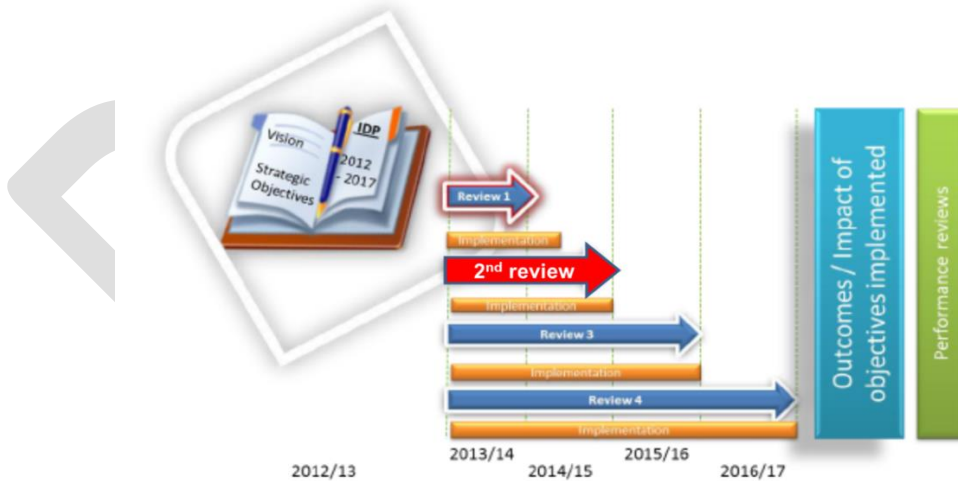 Vision
Strategic
Objectives
IDP
2012
- 2017
Review 1
Implementation
2nd review
Implementation
Review 3
Implementation
Review 4
Implementation
2012/13
2013/14
2014/15
2015/16
2016/17
Outcomes / Impact of
objectives implemented
Performance reviews